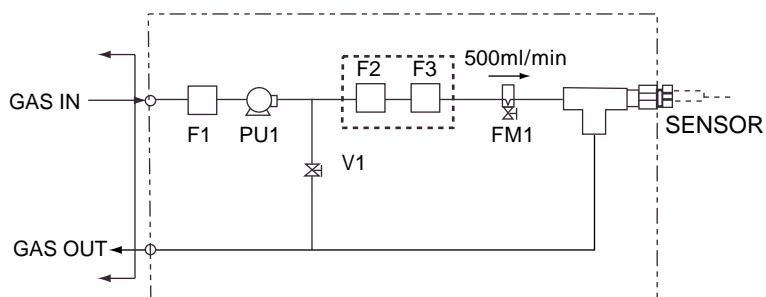 F2
F3
500ml/min
GAS IN
F1
PU1
FM1
SENSOR
V1
GAS OUT